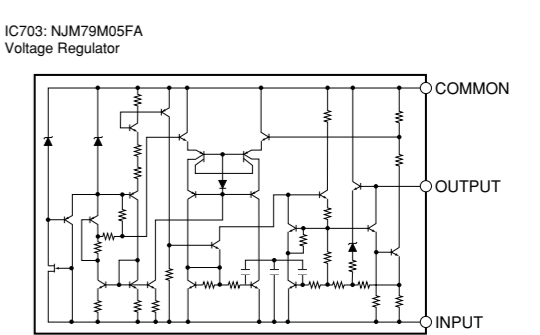 IC703: NJM79M05FA
Voltage Regulator
COMMON
OUTPUT
INPUT